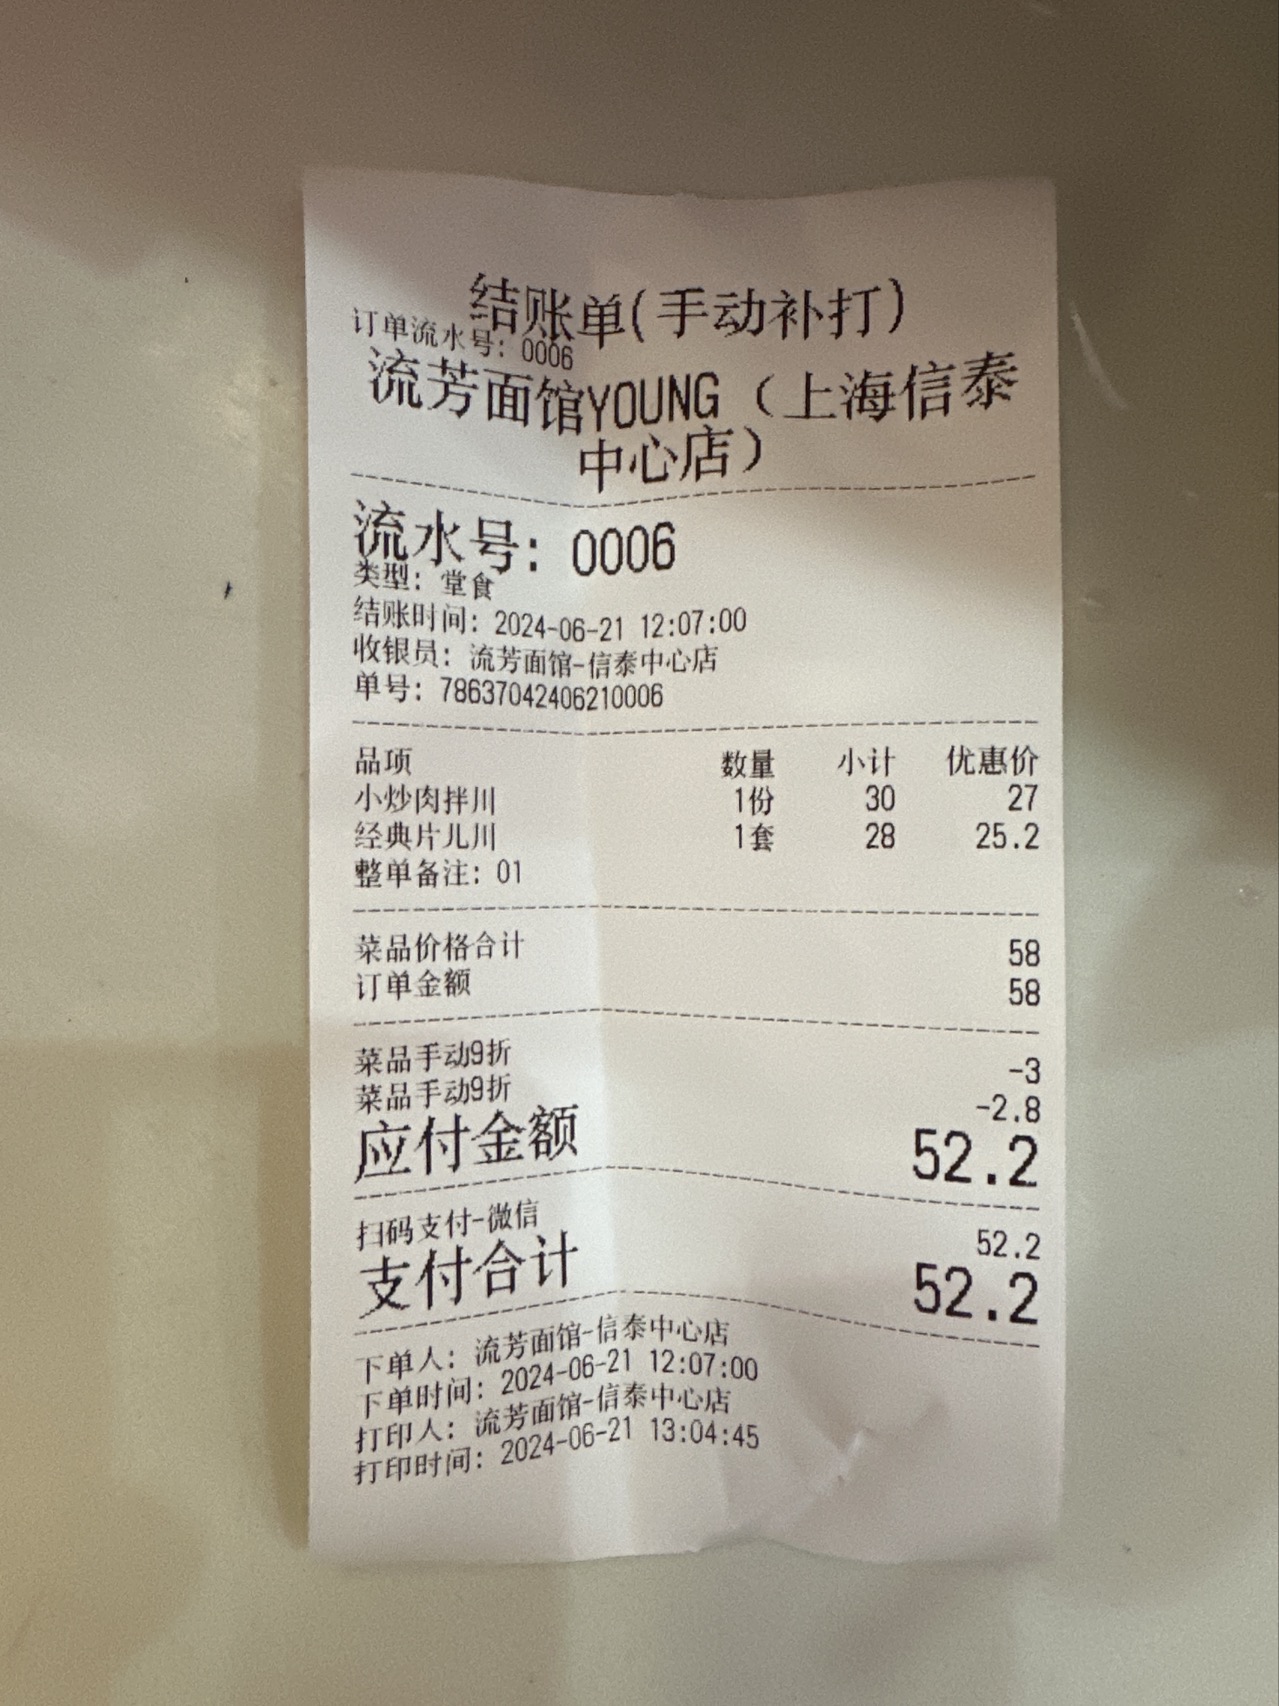 结账单(手动补打)
订单流水号: 0006
流芳面馆YOUNG（上海信泰
中心店）
流水号: 0006
类型: 堂食
结账时间: 2024-06-21 12:07:00
收银员: 流芳面馆-信泰中心店
单号: 78637042406210006
品项 数量 小计 优惠价
小炒肉拌川 1份 30 27
经典片儿川 1套 28 25.2
整单备注: 01
菜品价格合计 58
订单金额 58
菜品手动9折 -3
菜品手动9折 -2.8
应付金额 52.2
扫码支付-微信 52.2
支付合计 52.2
下单人: 流芳面馆-信泰中心店
下单时间: 2024-06-21 12:07:00
打印人: 流芳面馆-信泰中心店
打印时间: 2024-06-21 13:04:45